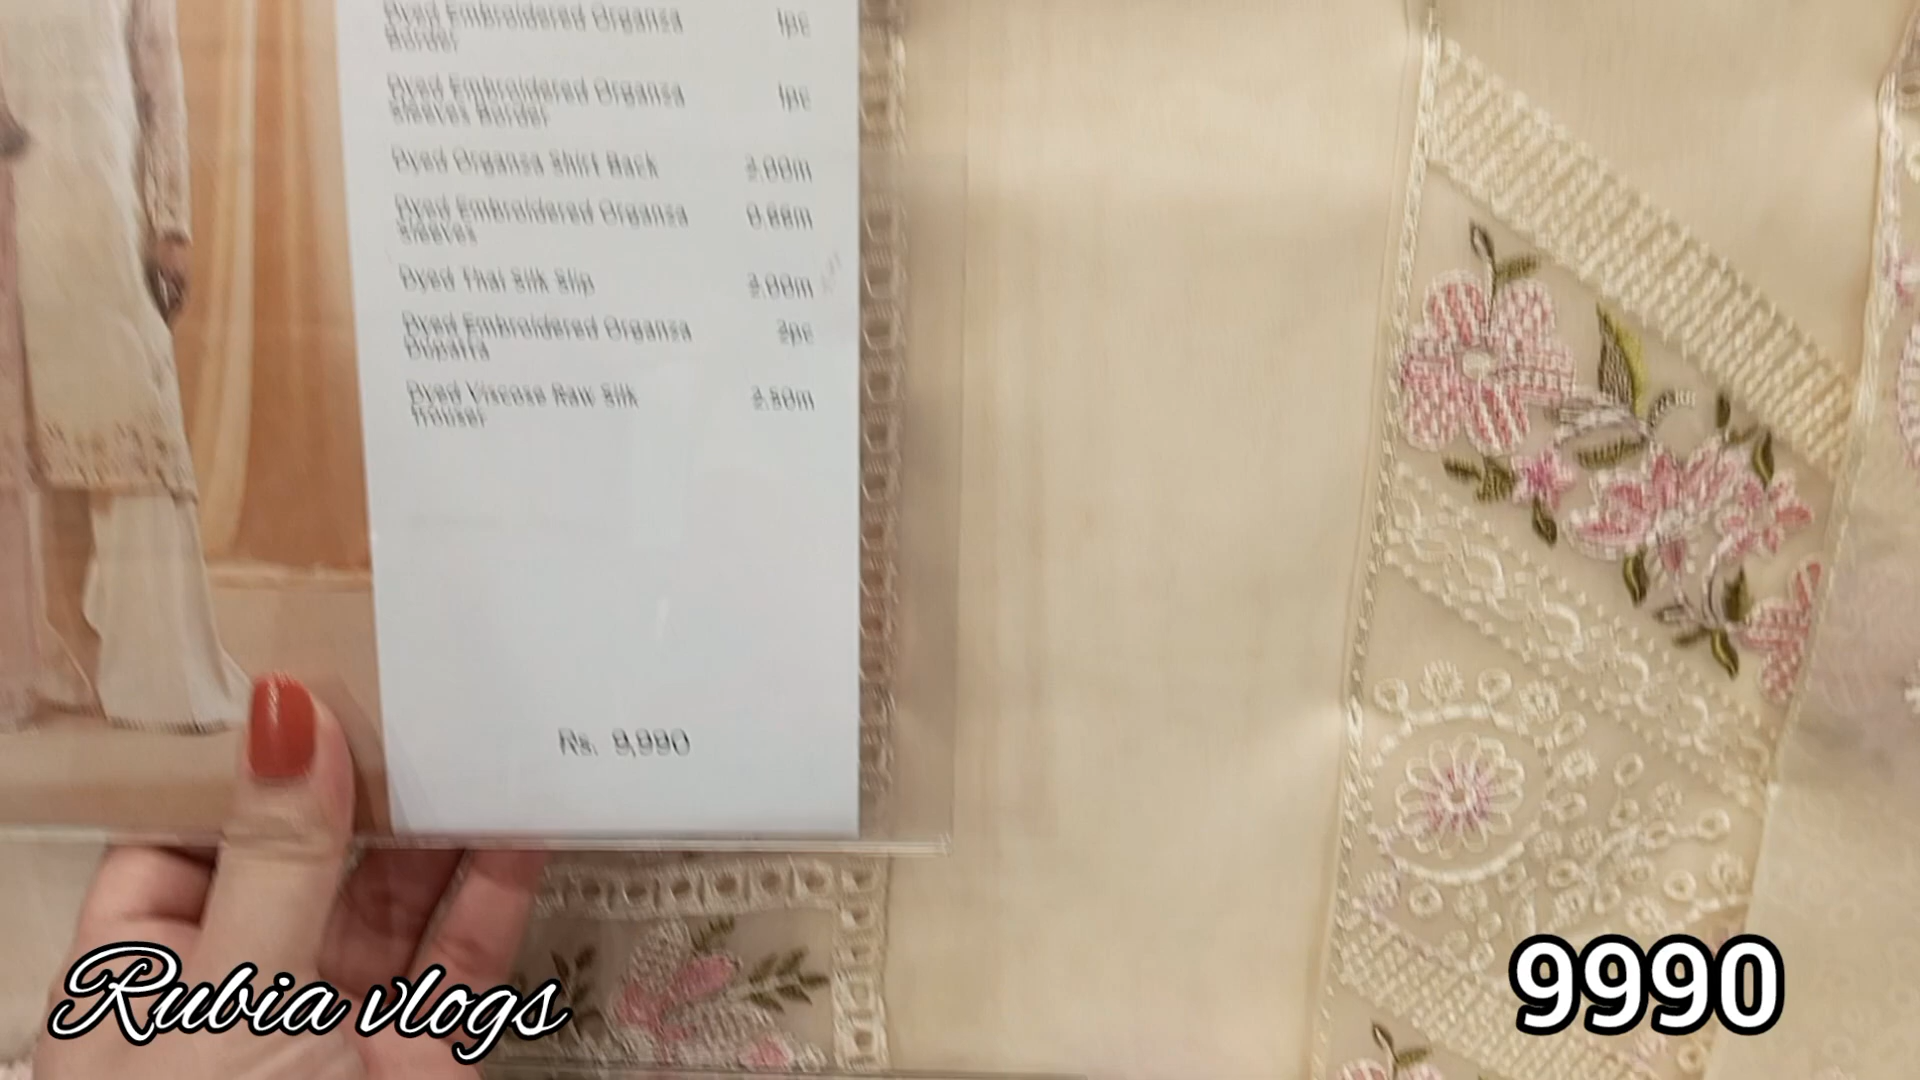 Dyed Embroidered Organza 1pc
Border
Dyed Embroidered Organza 1pc
Sleeves Border
Dyed Organza Shirt Back 2.00m
Dyed Embroidered Organza 0.66m
Sleeves
Dyed Thai Silk Slip 2.00m
Dyed Embroidered Organza 2pc
Dupatta
Dyed Viscose Raw Silk 2.50m
Trouser
Rs. 9,990
Rubia vlogs
9990